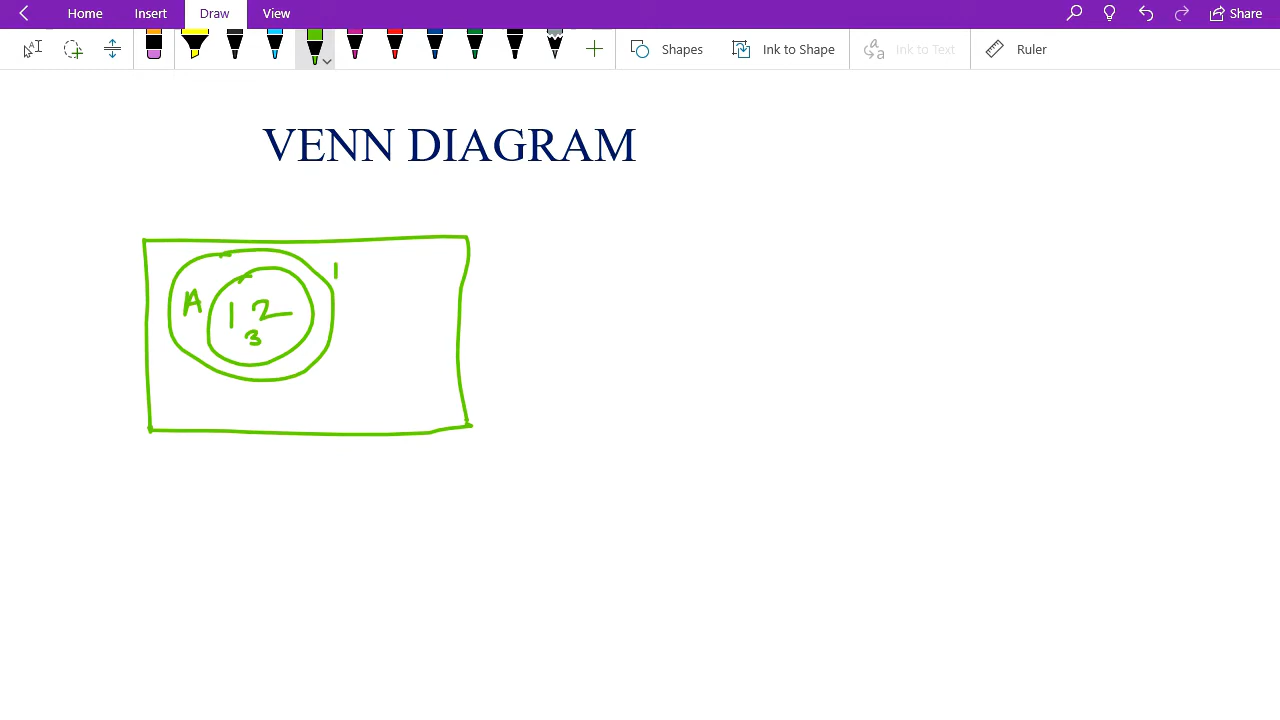 Home Insert Draw View Share
Shapes Ink to Shape Ink to Text Ruler
VENN DIAGRAM
A 1 2
3